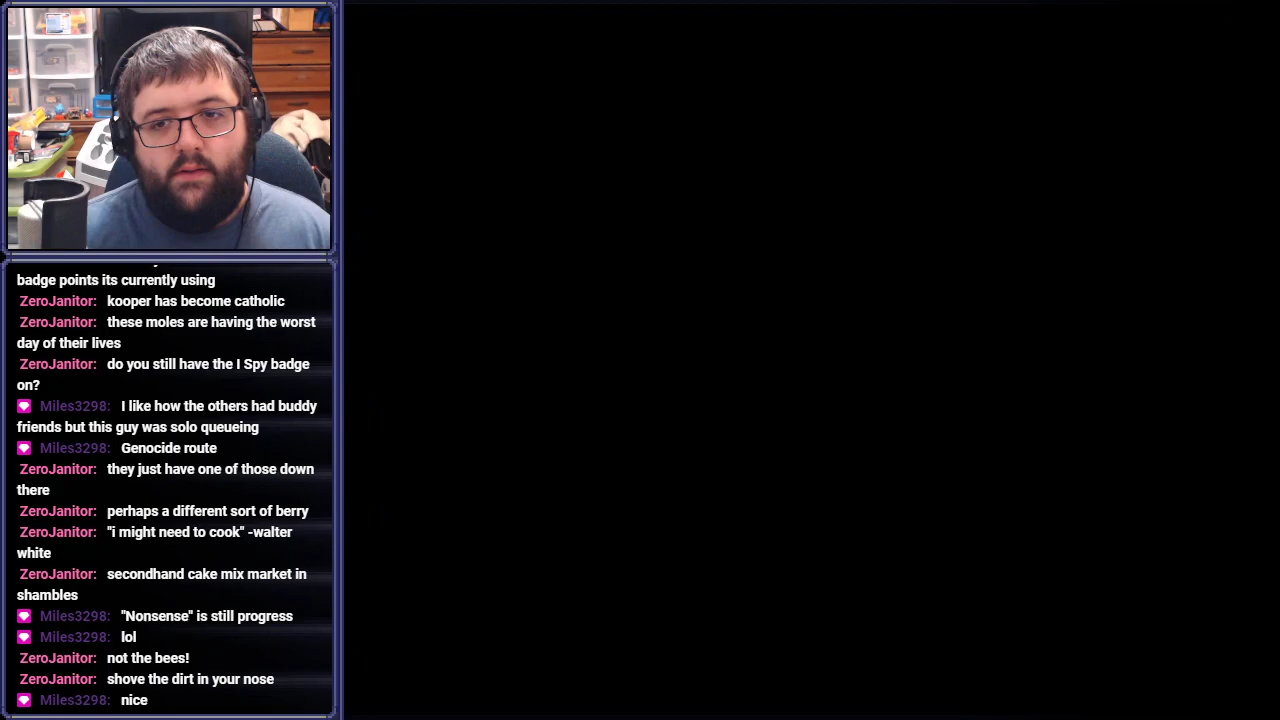 badge points its currently using
ZeroJanitor: kooper has become catholic
ZeroJanitor: these moles are having the worst
day of their lives
ZeroJanitor: do you still have the I Spy badge
on?
Miles3298: I like how the others had buddy
friends but this guy was solo queueing
Miles3298: Genocide route
ZeroJanitor: they just have one of those down
there
ZeroJanitor: perhaps a different sort of berry
ZeroJanitor: "i might need to cook" -walter
white
ZeroJanitor: secondhand cake mix market in
shambles
Miles3298: "Nonsense" is still progress
Miles3298: lol
ZeroJanitor: not the bees!
ZeroJanitor: shove the dirt in your nose
Miles3298: nice